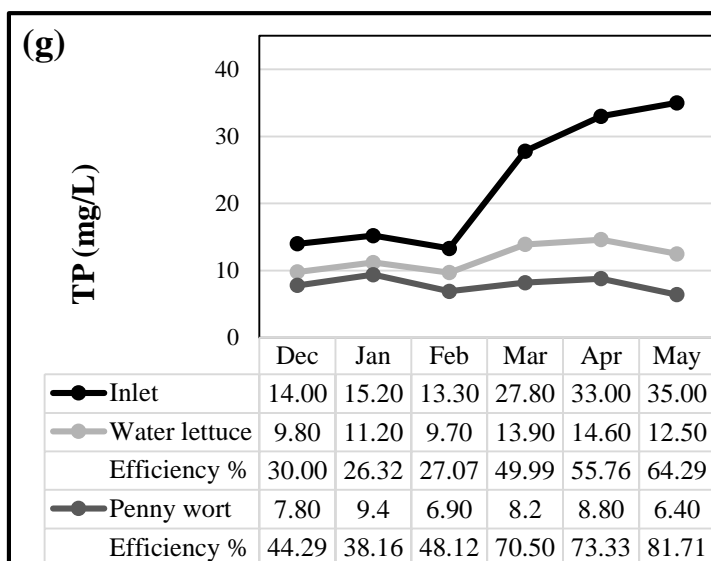 (g)
TP (mg/L)
40
30
20
10
0
Dec Jan Feb Mar Apr May
Inlet 14.00 15.20 13.30 27.80 33.00 35.00
Water lettuce 9.80 11.20 9.70 13.90 14.60 12.50
Efficiency % 30.00 26.32 27.07 49.99 55.76 64.29
Penny wort 7.80 9.4 6.90 8.2 8.80 6.40
Efficiency % 44.29 38.16 48.12 70.50 73.33 81.71